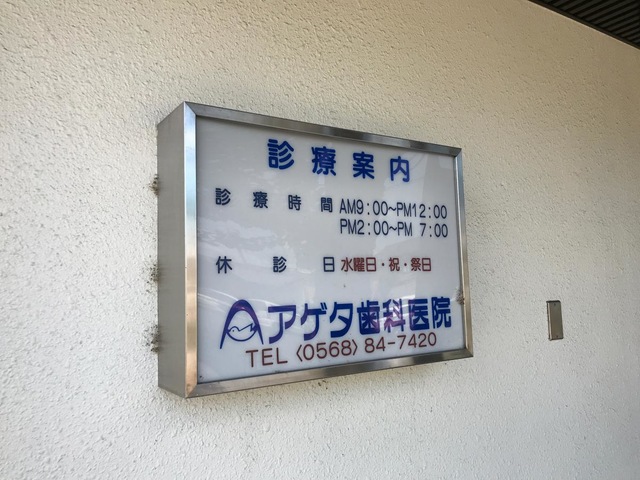 診療案内
診療時間 AM9:00~PM12:00
PM2:00~PM 7:00
休診日 水曜日・祝・祭日
アゲタ歯科医院
TEL〈0568〉84-7420